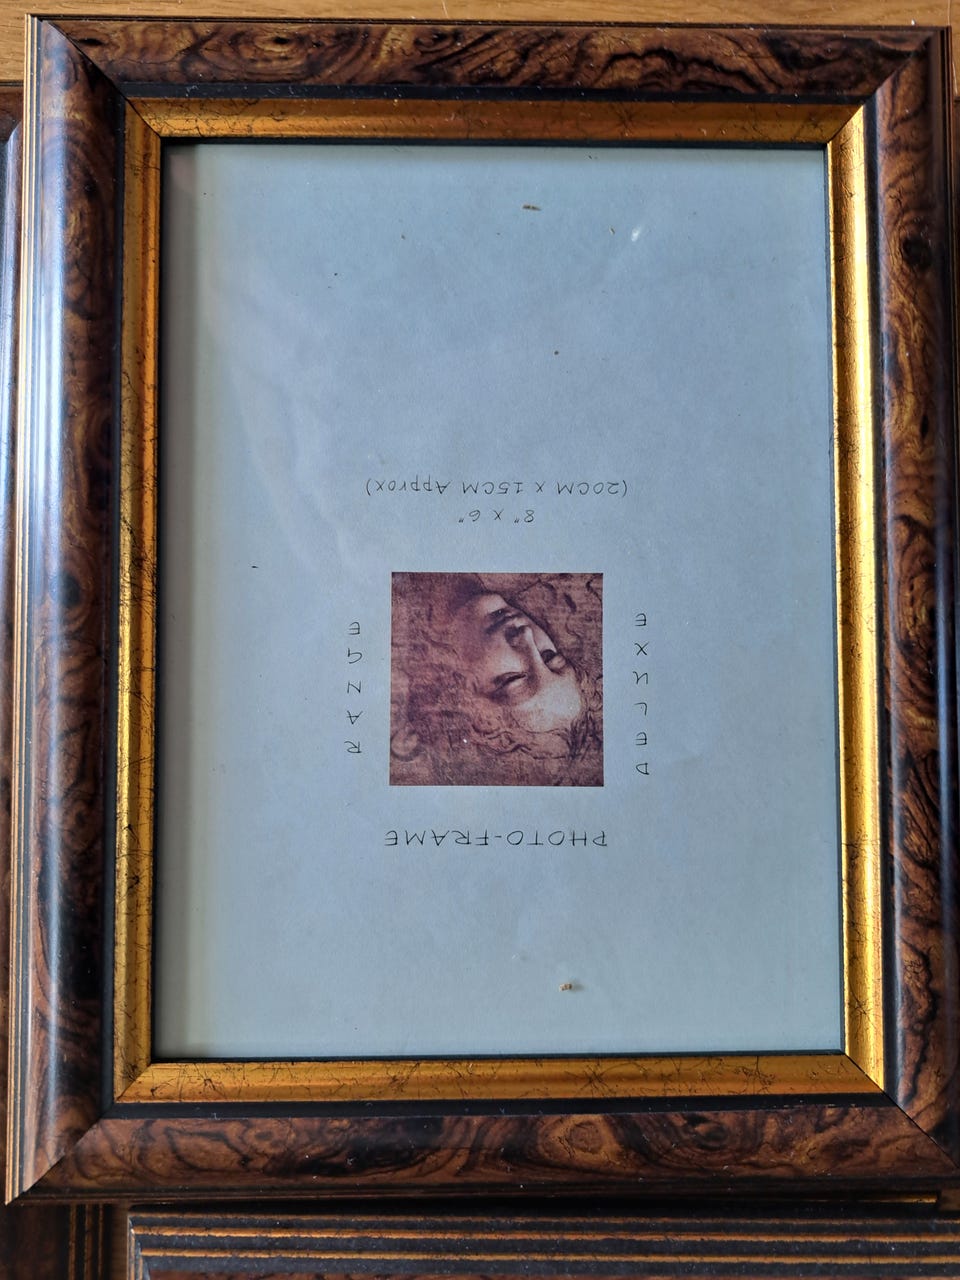 PHOTO-FRAME
DELUXE
RANGE
8" X 6"
(20CM X 15CM Approx)